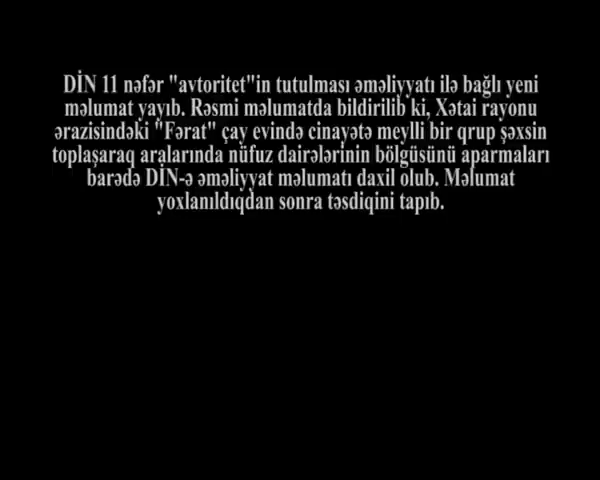 DİN 11 nəfər "avtoritet"in tutulması əməliyyatı ilə bağlı yeni
məlumat yayıb. Rəsmi məlumatda bildirilib ki, Xətai rayonu
ərazisindəki "Fərat" çay evində cinayətə meylli bir qrup şəxsin
toplaşaraq aralarında nüfuz dairələrinin bölgüsünü aparmaları
barədə DİN-ə əməliyyat məlumatı daxil olub. Məlumat
yoxlanıldıqdan sonra təsdiqini tapıb.